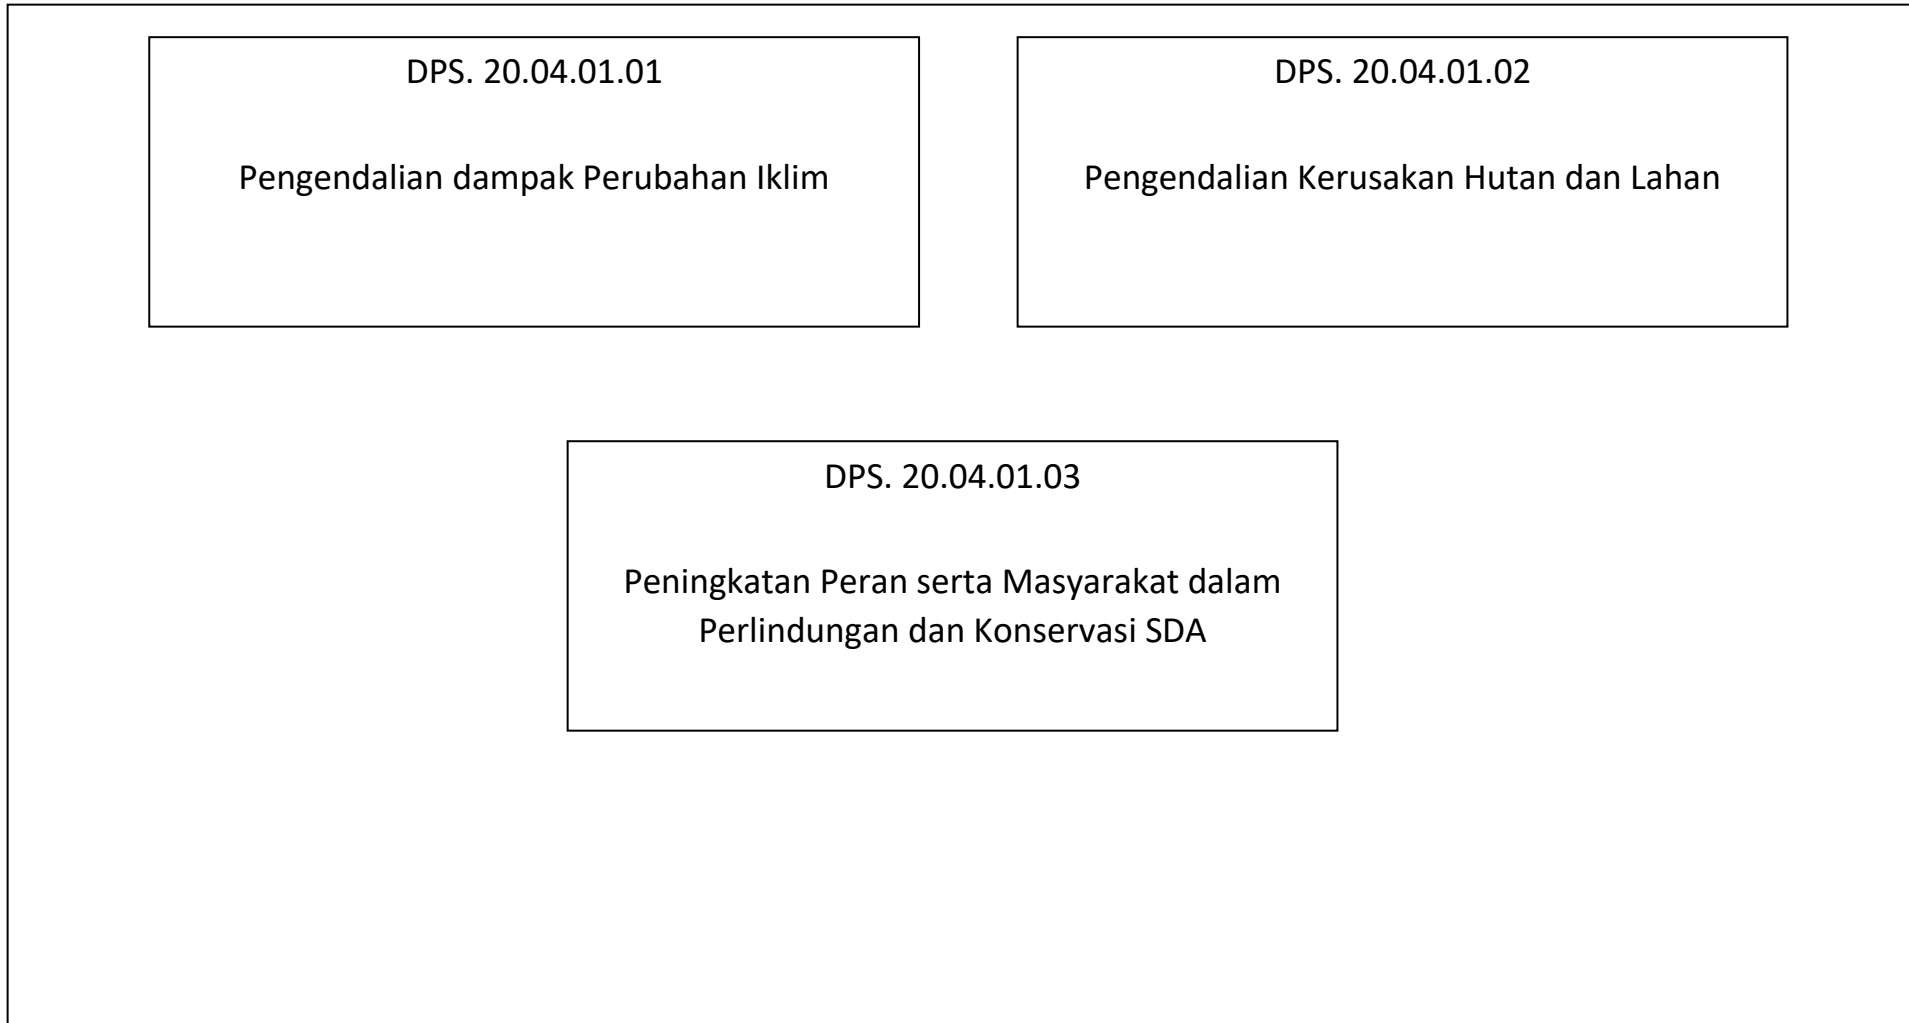 DPS. 20.04.01.01
Pengendalian dampak Perubahan Iklim
DPS. 20.04.01.02
Pengendalian Kerusakan Hutan dan Lahan
DPS. 20.04.01.03
Peningkatan Peran serta Masyarakat dalam
Perlindungan dan Konservasi SDA